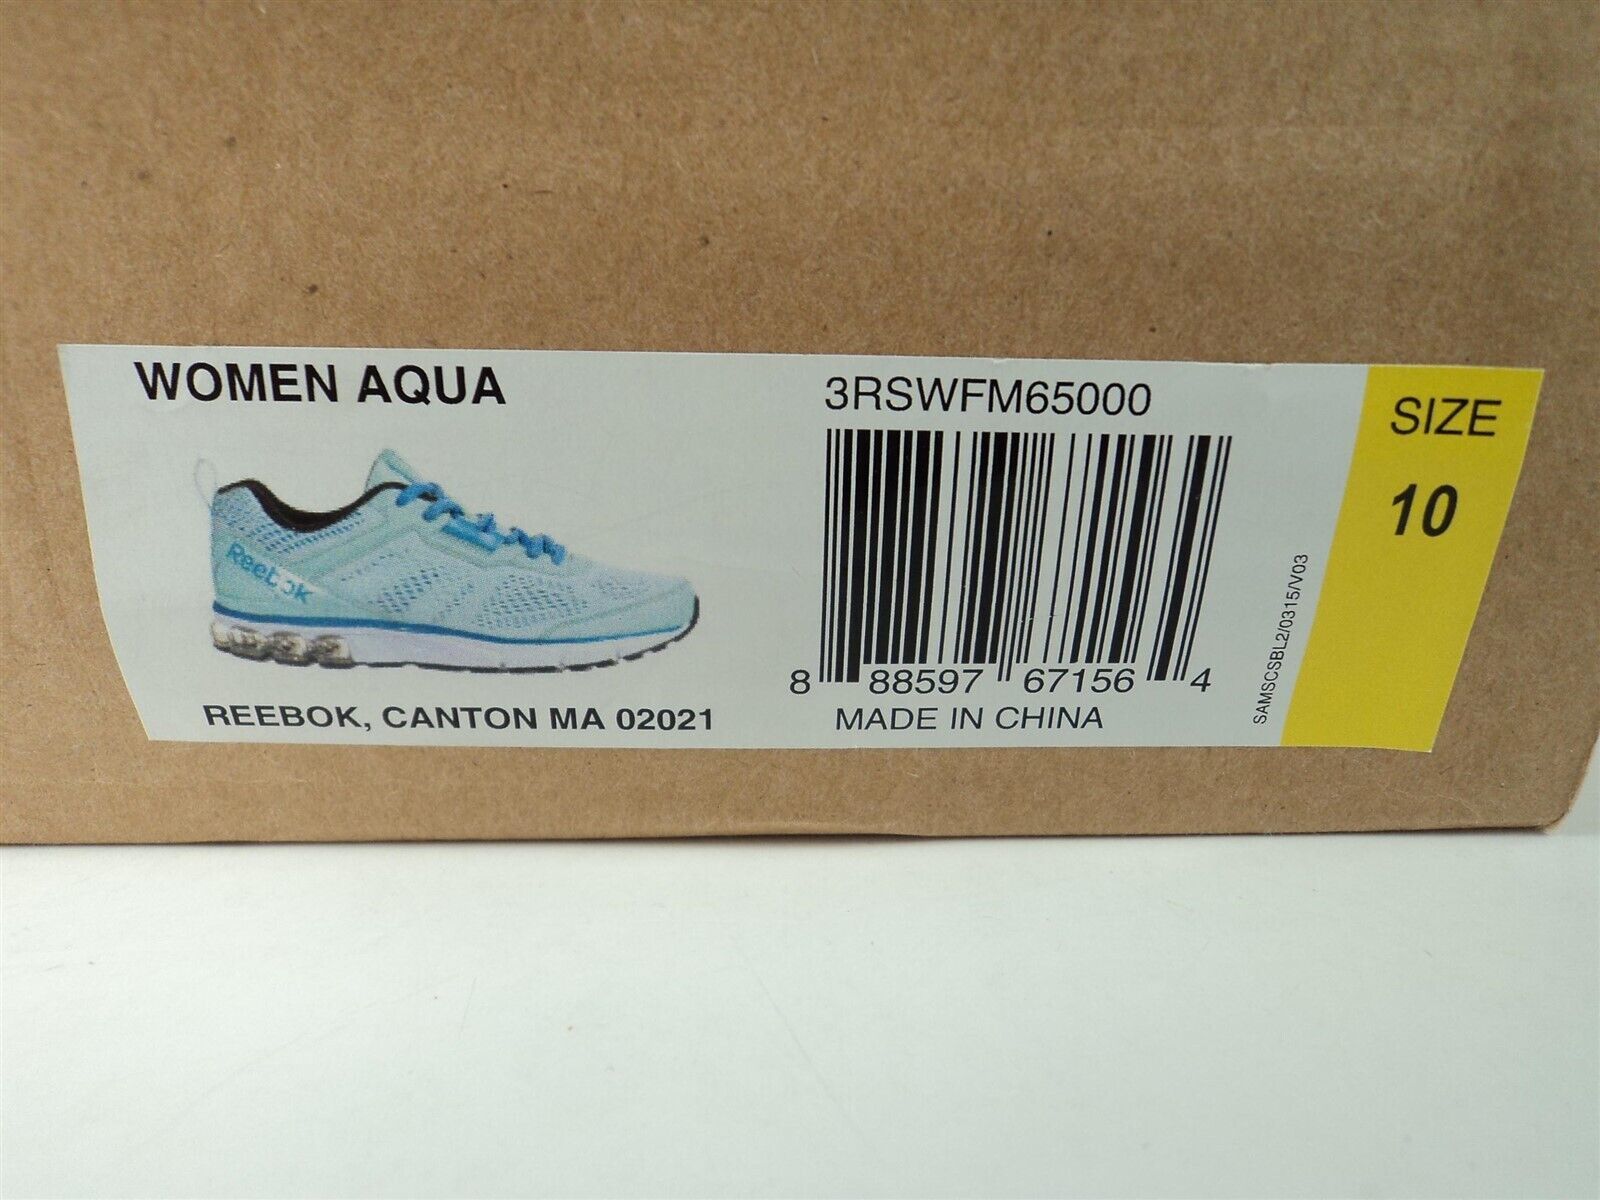 WOMEN AQUA
Reebok
REEBOK, CANTON MA 02021
3RSWFM65000
8 88597 67156 4
MADE IN CHINA
SAMSCSBL2/0315/V03
SIZE
10